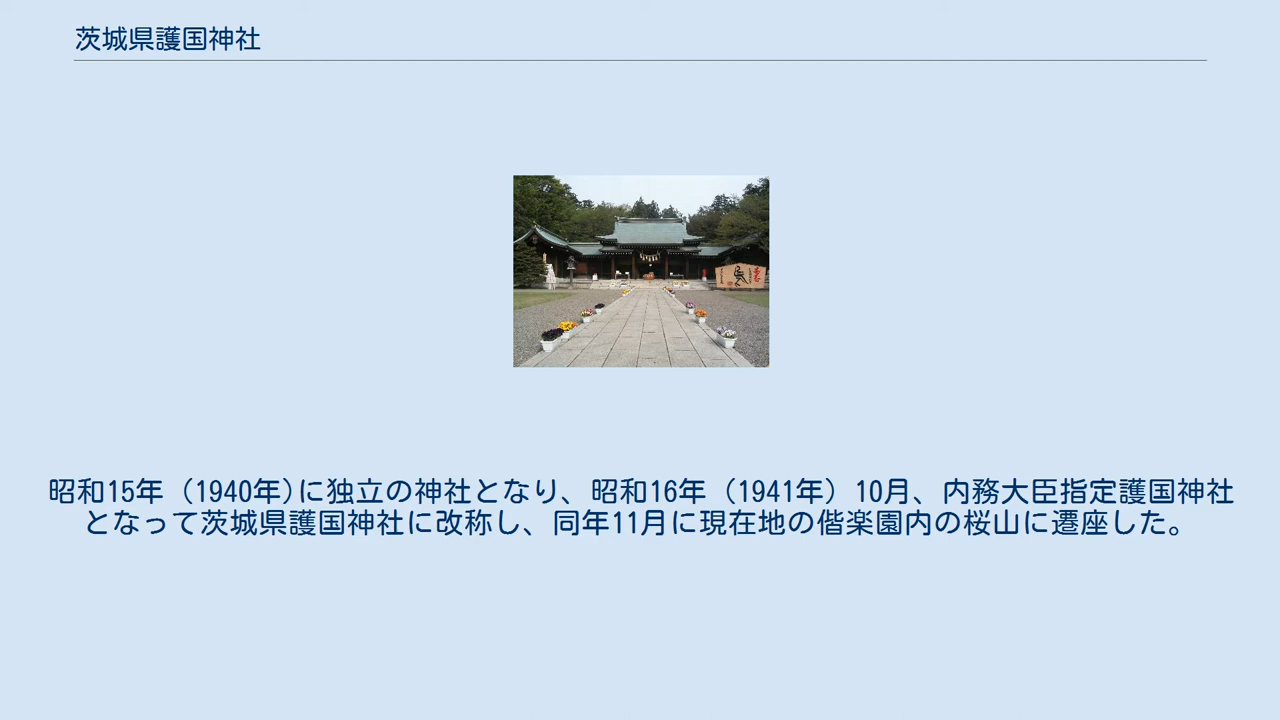 茨城県護国神社
昭和15年（1940年)に独立の神社となり、昭和16年（1941年）10月、内務大臣指定護国神社
となって茨城県護国神社に改称し、同年11月に現在地の偕楽園内の桜山に遷座した。